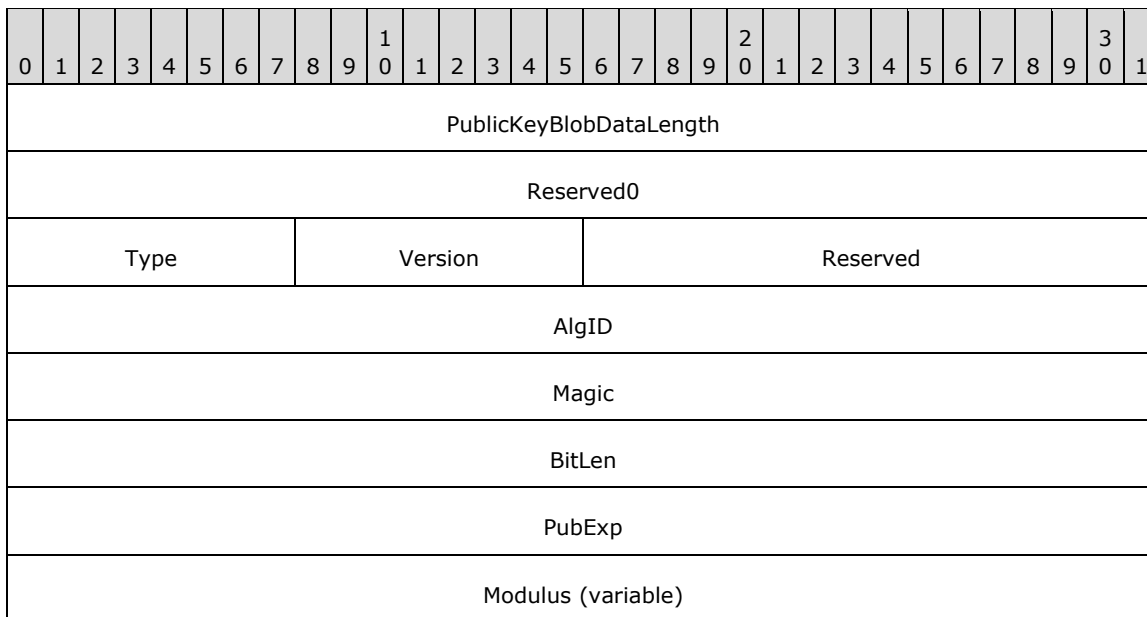 0 1 2 3 4 5 6 7 8 9 1 0 1 2 3 4 5 6 7 8 9 2 0 1 2 3 4 5 6 7 8 9 3 0 1
PublicKeyBlobDataLength
Reserved0
Type Version Reserved
AlgID
Magic
BitLen
PubExp
Modulus (variable)